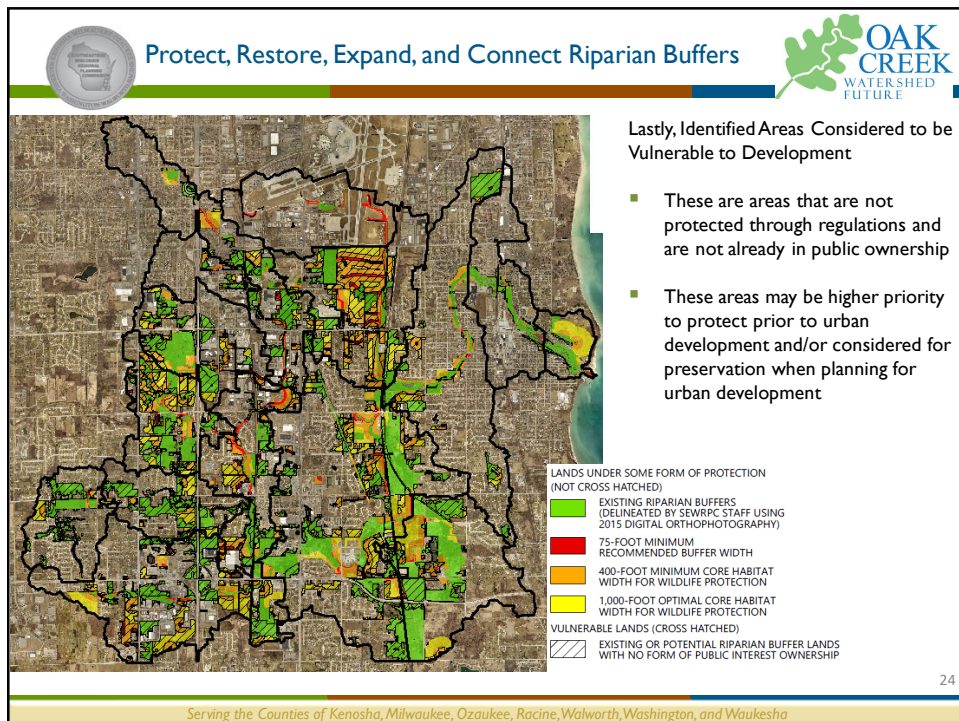 Protect, Restore, Expand, and Connect Riparian Buffers
OAK
CREEK
WATERSHED
FUTURE
Lastly, Identified Areas Considered to be
Vulnerable to Development
These are areas that are not
protected through regulations and
are not already in public ownership
These areas may be higher priority
to protect prior to urban
development and/or considered for
preservation when planning for
urban development
LANDS UNDER SOME FORM OF PROTECTION
(NOT CROSS HATCHED)
EXISTING RIPARIAN BUFFERS
(DELINEATED BY SEWRPC STAFF USING
2015 DIGITAL ORTHOPHOTOGRAPHY)
75-FOOT MINIMUM
RECOMMENDED BUFFER WIDTH
400-FOOT MINIMUM CORE HABITAT
WIDTH FOR WILDLIFE PROTECTION
1,000-FOOT OPTIMAL CORE HABITAT
WIDTH FOR WILDLIFE PROTECTION
VULNERABLE LANDS (CROSS HATCHED)
EXISTING OR POTENTIAL RIPARIAN BUFFER LANDS
WITH NO FORM OF PUBLIC INTEREST OWNERSHIP
24
Serving the Counties of Kenosha, Milwaukee, Ozaukee, Racine, Walworth, Washington, and Waukesha